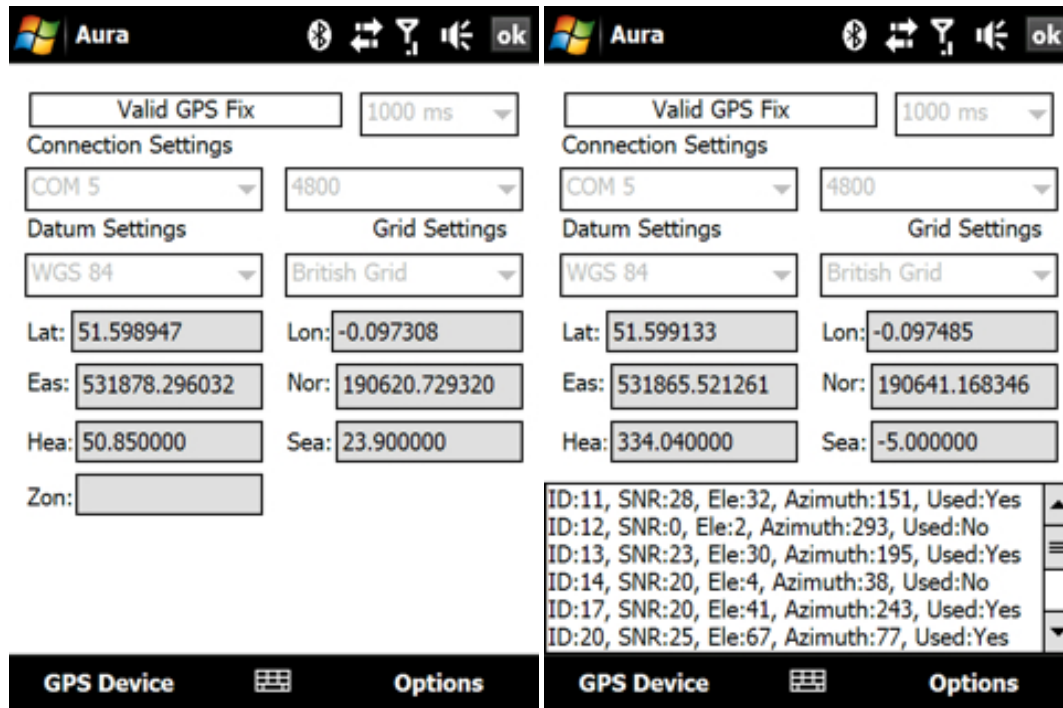 Aura
ok
Valid GPS Fix
1000 ms
Connection Settings
COM 5
4800
Datum Settings
Grid Settings
WGS 84
British Grid
Lat: 51.598947
Lon: -0.097308
Eas: 531878.296032
Nor: 190620.729320
Hea: 50.850000
Sea: 23.900000
Zon:
GPS Device
Options
Aura
ok
Valid GPS Fix
1000 ms
Connection Settings
COM 5
4800
Datum Settings
Grid Settings
WGS 84
British Grid
Lat: 51.599133
Lon: -0.097485
Eas: 531865.521261
Nor: 190641.168346
Hea: 334.040000
Sea: -5.000000
ID:11, SNR:28, Ele:32, Azimuth:151, Used:Yes
ID:12, SNR:0, Ele:2, Azimuth:293, Used:No
ID:13, SNR:23, Ele:30, Azimuth:195, Used:Yes
ID:14, SNR:20, Ele:4, Azimuth:38, Used:No
ID:17, SNR:20, Ele:41, Azimuth:243, Used:Yes
ID:20, SNR:25, Ele:67, Azimuth:77, Used:Yes
GPS Device
Options